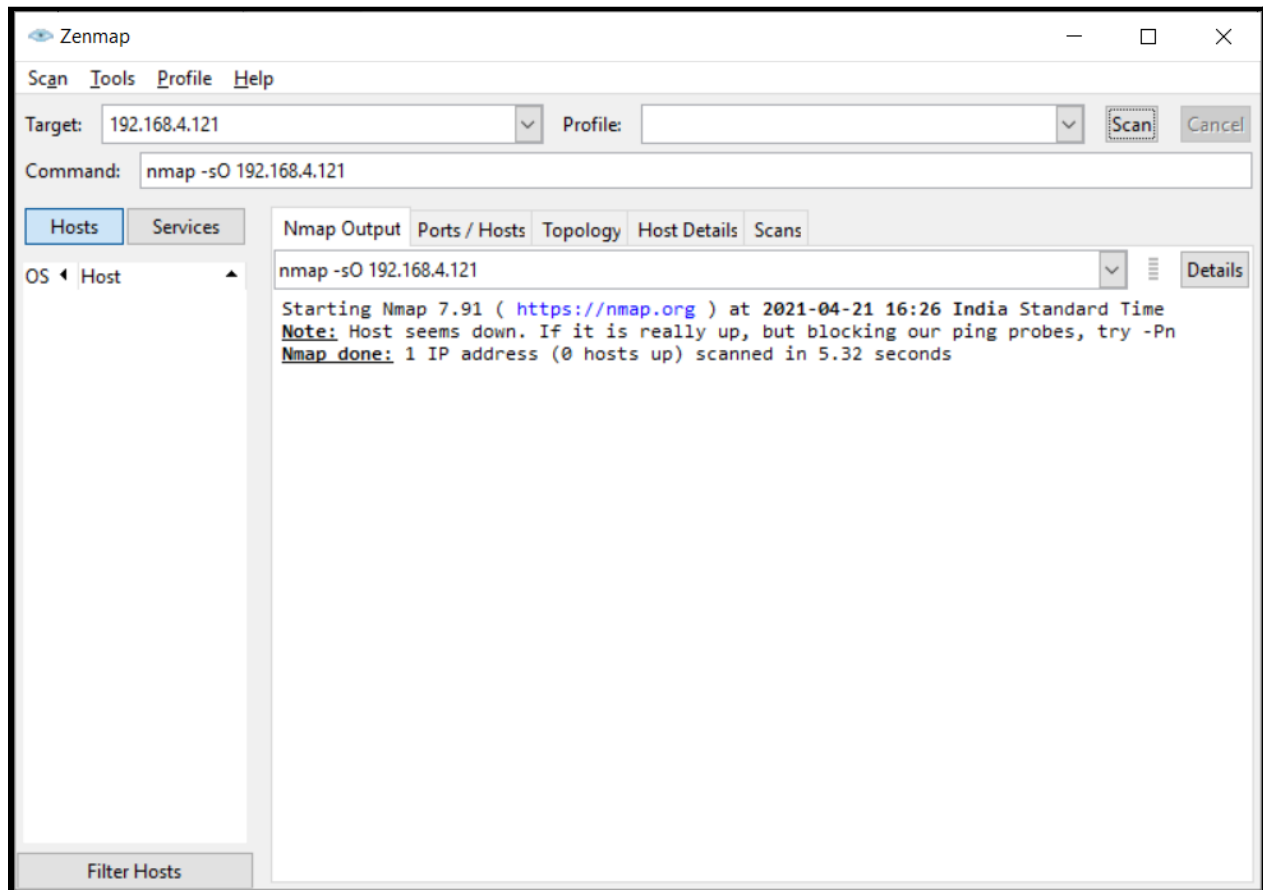 Zenmap
Scan Tools Profile Help
Target: 192.168.4.121 Profile: Scan Cancel
Command: nmap -sO 192.168.4.121
Hosts Services Nmap Output Ports / Hosts Topology Host Details Scans
OS Host nmap -sO 192.168.4.121 Details
Starting Nmap 7.91 ( https://nmap.org ) at 2021-04-21 16:26 India Standard Time
Note: Host seems down. If it is really up, but blocking our ping probes, try -Pn
Nmap done: 1 IP address (0 hosts up) scanned in 5.32 seconds
Filter Hosts